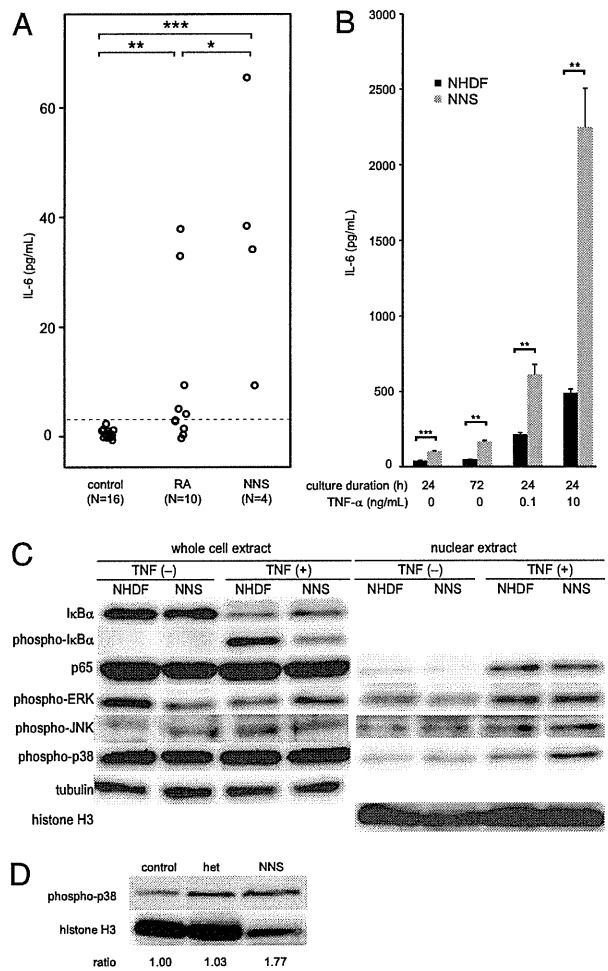 A
***
** *
60
40
20
0
IL-6 (pg/mL)
control RA NNS
(N=16) (N=10) (N=4)
B
3000
2500
2000
1500
1000
500
0
IL-6 (pg/mL)
NHDF
NNS
***
**
**
**
culture duration (h) 24 72 24 24
TNF-α (ng/mL) 0 0 0.1 10
C
whole cell extract nuclear extract
TNF (−) TNF (+) TNF (−) TNF (+)
NHDF NNS NHDF NNS NHDF NNS NHDF NNS
IκBα
phospho-IκBα
p65
phospho-ERK
phospho-JNK
phospho-p38
tubulin
histone H3
D
control het NNS
phospho-p38
histone H3
ratio 1.00 1.03 1.77